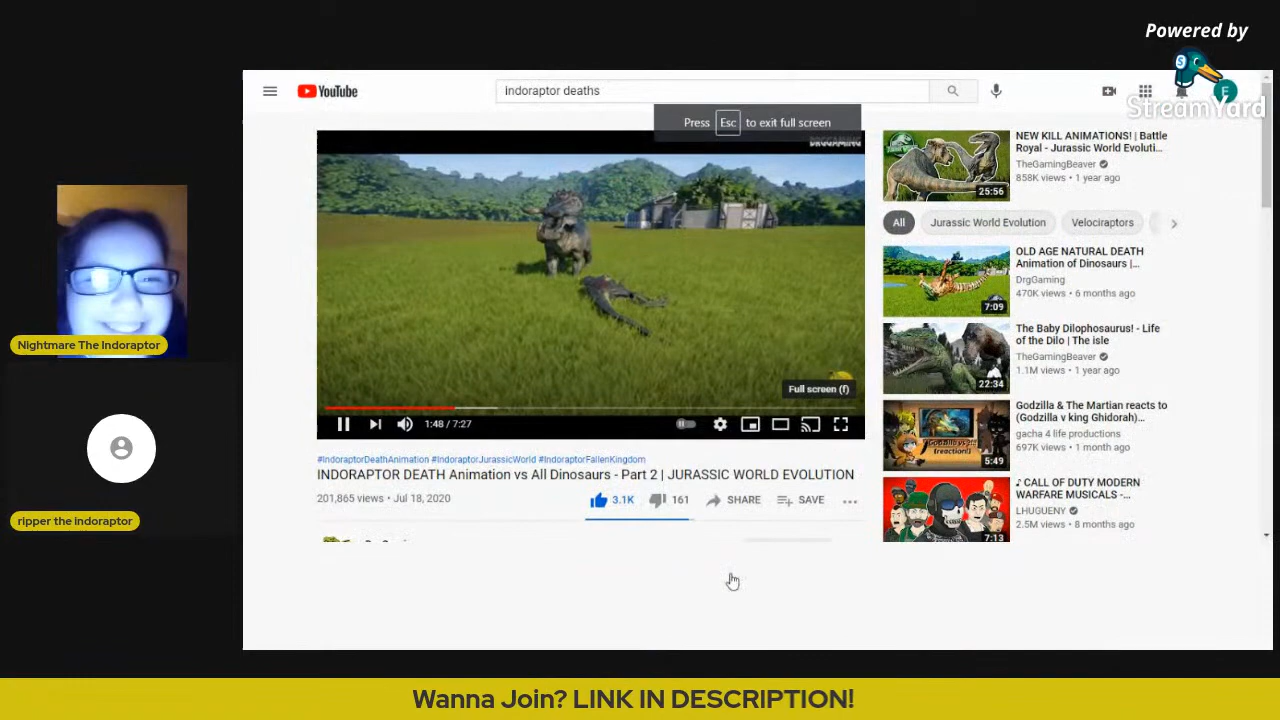 Powered by
StreamYard
YouTube
indoraptor deaths
Press Esc to exit full screen
DRGGAMING
Full screen (f)
1:48 / 7:27
#IndoraptorDeathAnimation #IndoraptorJurassicWorld #IndoraptorFallenKingdom
INDORAPTOR DEATH Animation vs All Dinosaurs - Part 2 | JURASSIC WORLD EVOLUTION
201,865 views • Jul 18, 2020
3.1K
161
SHARE
SAVE
NEW KILL ANIMATIONS! | Battle
Royal - Jurassic World Evoluti...
TheGamingBeaver
858K views • 1 year ago
25:56
All
Jurassic World Evolution
Velociraptors
OLD AGE NATURAL DEATH
Animation of Dinosaurs |...
DrgGaming
470K views • 6 months ago
7:09
The Baby Dilophosaurus! - Life
of the Dilo | The isle
TheGamingBeaver
1.1M views • 1 year ago
22:34
Godzilla & The Martian reacts to
(Godzilla v king Ghidorah)...
gacha 4 life productions
697K views • 1 month ago
5:49
♪ CALL OF DUTY MODERN
WARFARE MUSICALS -...
LHUGUENY
2.5M views • 8 months ago
7:13
Nightmare The Indoraptor
ripper the indoraptor
Wanna Join? LINK IN DESCRIPTION!